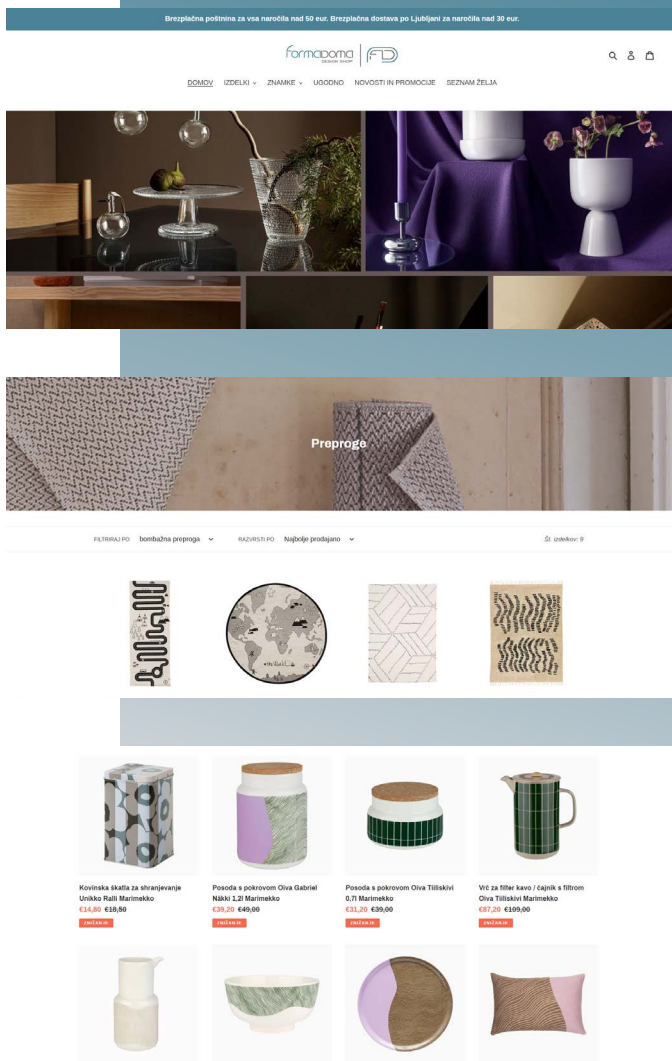 Brezplačna poštnina za vsa naročila nad 50 eur. Brezplačna dostava po Ljubljani za naročila nad 30 eur.
formadoma
DESIGN SHOP
DOMOV IZDELKI ZNAMKE UGODNO NOVOSTI IN PROMOCIJE SEZNAM ŽELJA
Preproge
FILTRIRAJ PO bombažna preproga RAZVRSTI PO Najbolje prodajano Št. izdelkov: 9
Kovinska škatla za shranjevanje Unikko Ralli Marimekko
€14,80 €18,50
ZNIŽANJE
Posoda s pokrovom Oiva Gabriel Näkki 1,2l Marimekko
€39,20 €49,00
ZNIŽANJE
Posoda s pokrovom Oiva Tiiliskivi 0,7l Marimekko
€31,20 €39,00
ZNIŽANJE
Vrč za filter kavo / čajnik s filtrom Oiva Tiiliskivi Marimekko
€87,20 €109,00
ZNIŽANJE